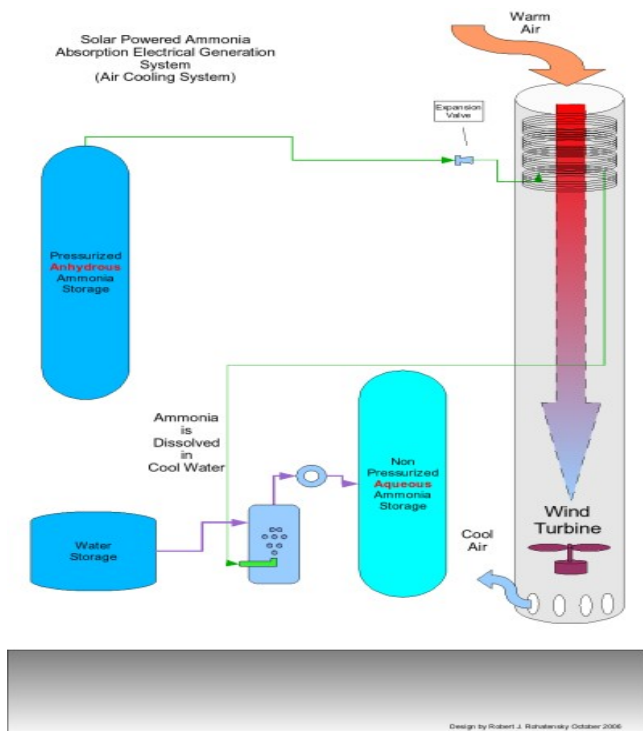 Solar Powered Ammonia
Absorption Electrical Generation
System
(Air Cooling System)
Warm
Air
Expansion
Valve
Pressurized
Anhydrous
Ammonia
Storage
Ammonia
is
Dissolved
in
Cool Water
Non
Pressurized
Aqueous
Ammonia
Storage
Water
Storage
Cool
Air
Wind
Turbine
Design by Robert J. Rohatensky October 2006